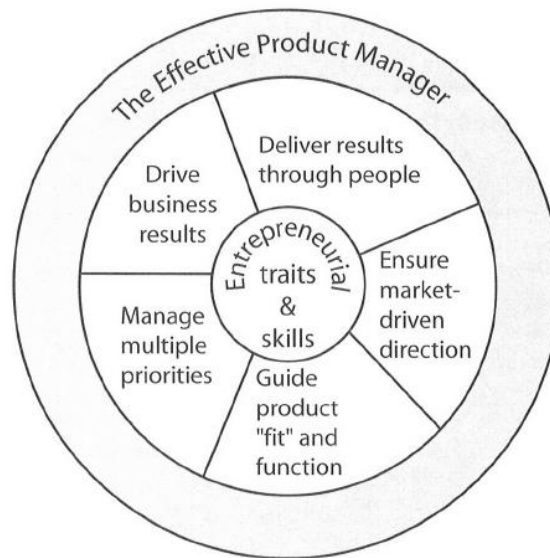 The Effective Product Manager
Deliver results
through people
Drive
business
results
Entrepreneurial
traits
&
skills
Ensure
market-
driven
direction
Manage
multiple
priorities
Guide
product
"fit" and
function